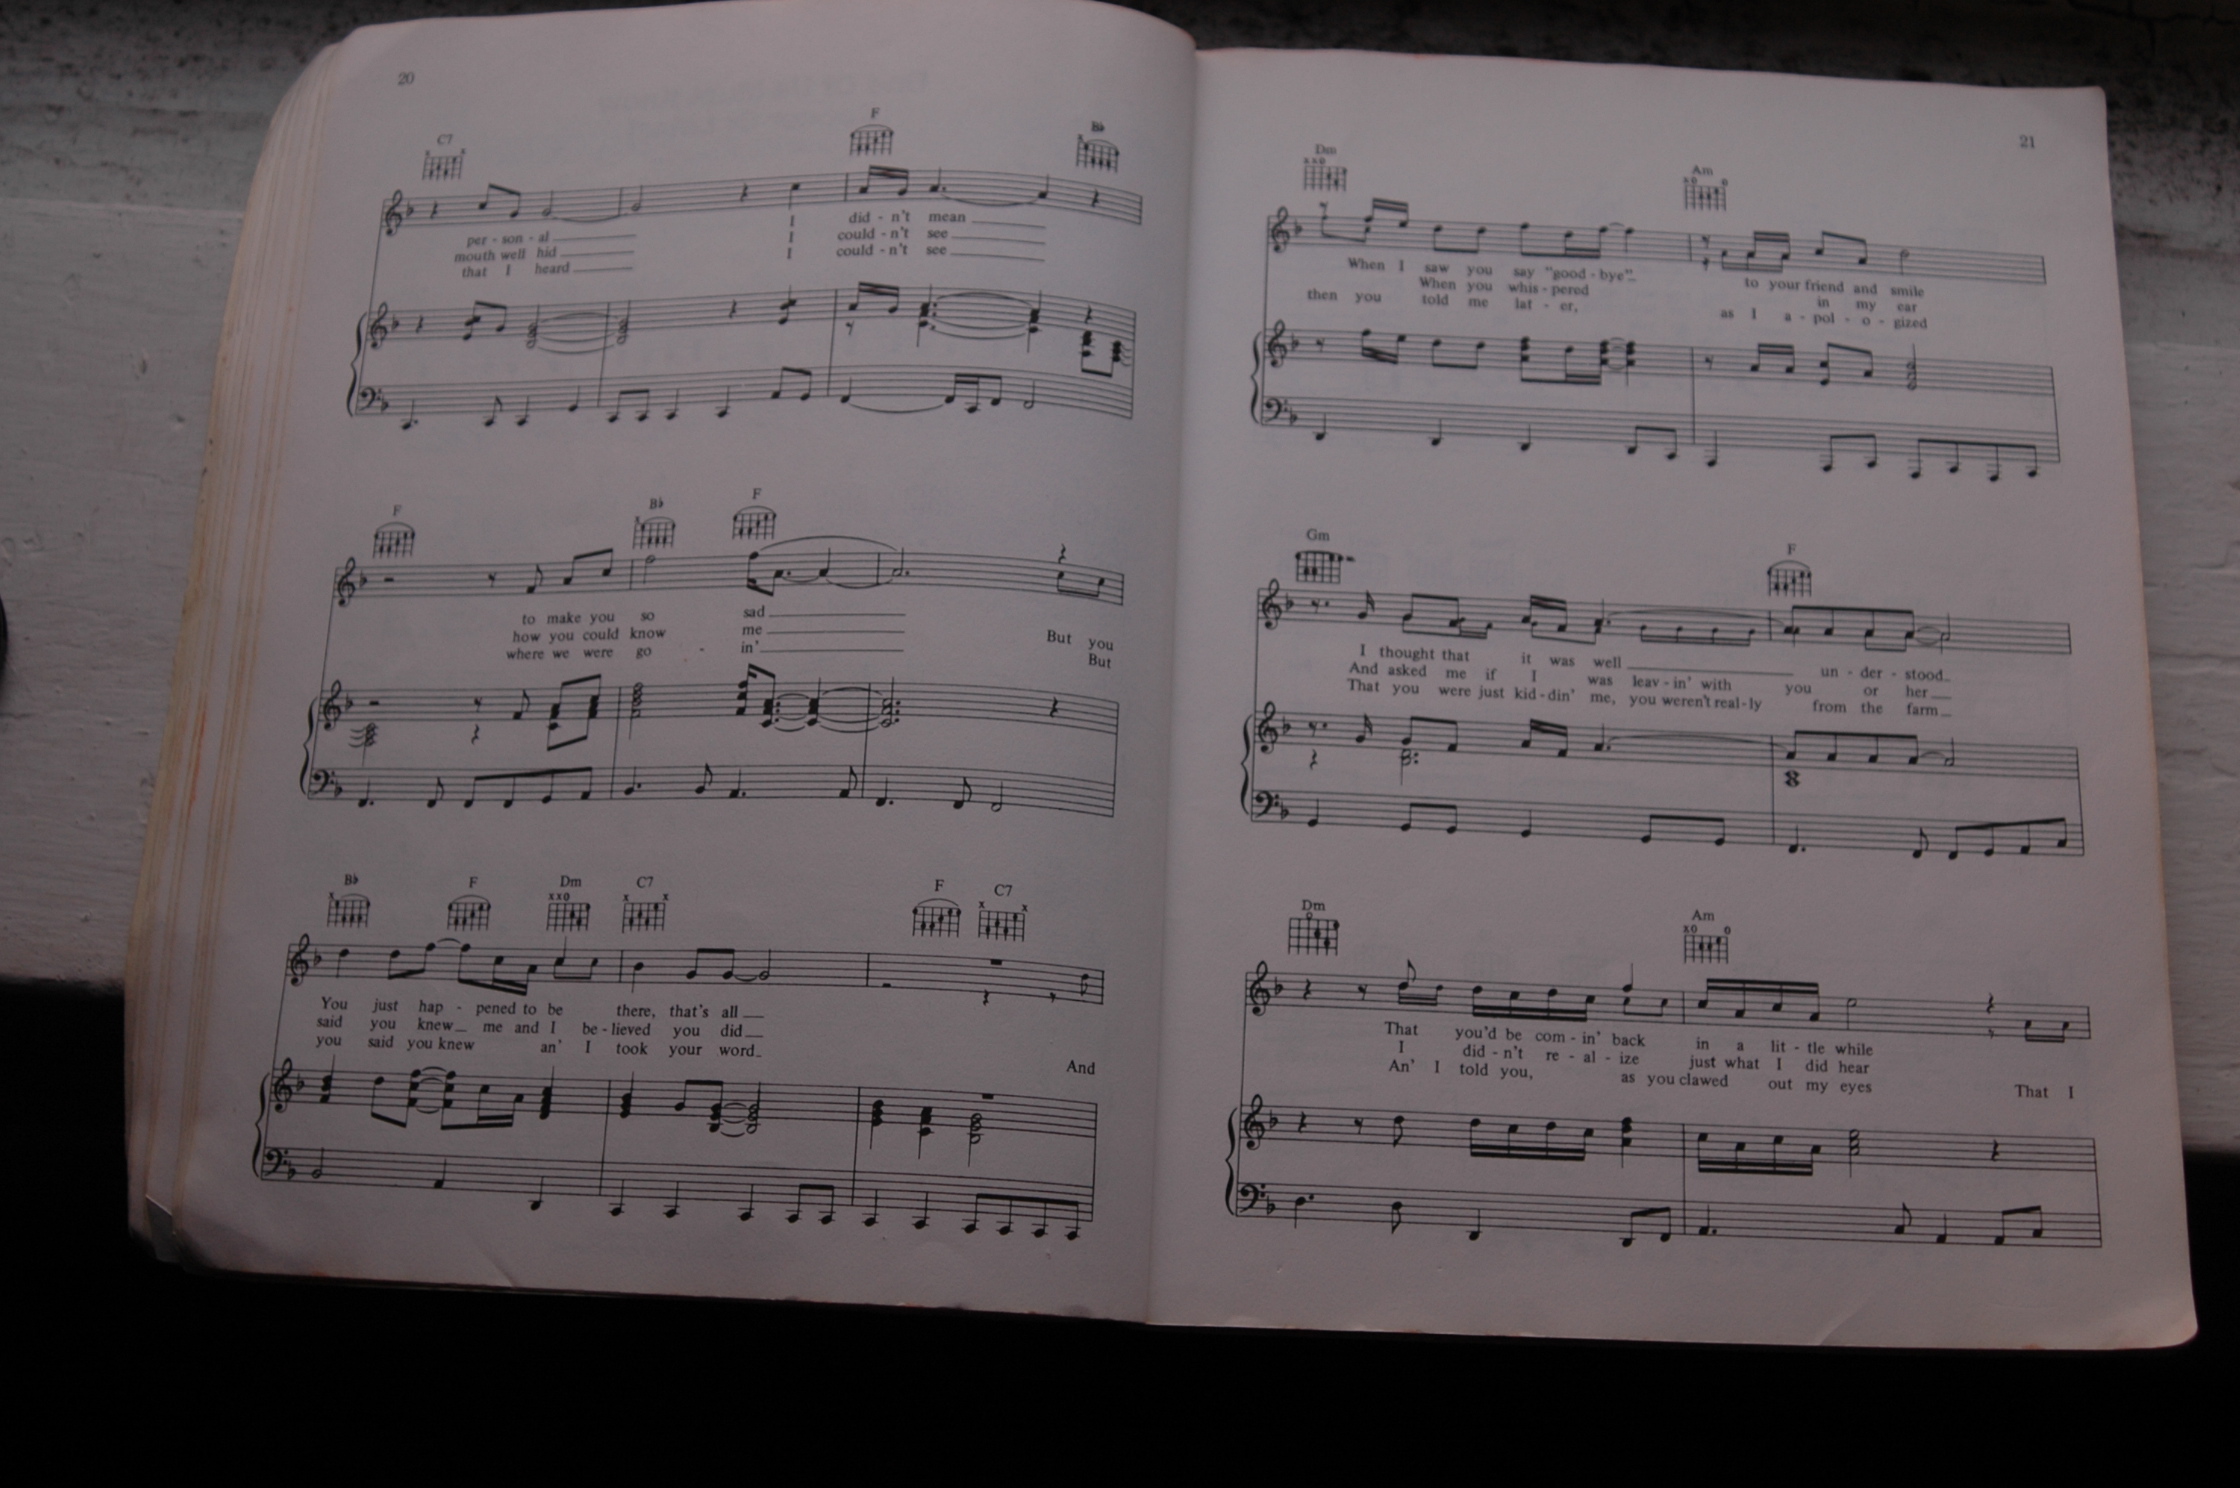 20
C7 F B♭
I did - n't mean
per - son - al I could - n't see
mouth well hid I could - n't see
that I heard
F B♭ F
to make you so sad
how you could know me But you
where we were go - in' But
B♭ F Dm C7 F C7
You just hap - pened to be there, that's all
said you knew me and I be - lieved you did
you said you knew an' I took your word
And
21
Dm Am
When I saw you say "good - bye" to your friend and smile
When you whis - pered in my ear
then you told me lat - er, as I a - pol - o - gized
Gm F
I thought that it was well un - der - stood
And asked me if I was leav - in' with you or her
That you were just kid - din' me, you weren't real - ly from the farm
Dm Am
That you'd be com - in' back in a lit - tle while
I did - n't re - al - ize just what I did hear
An' I told you, as you clawed out my eyes That I